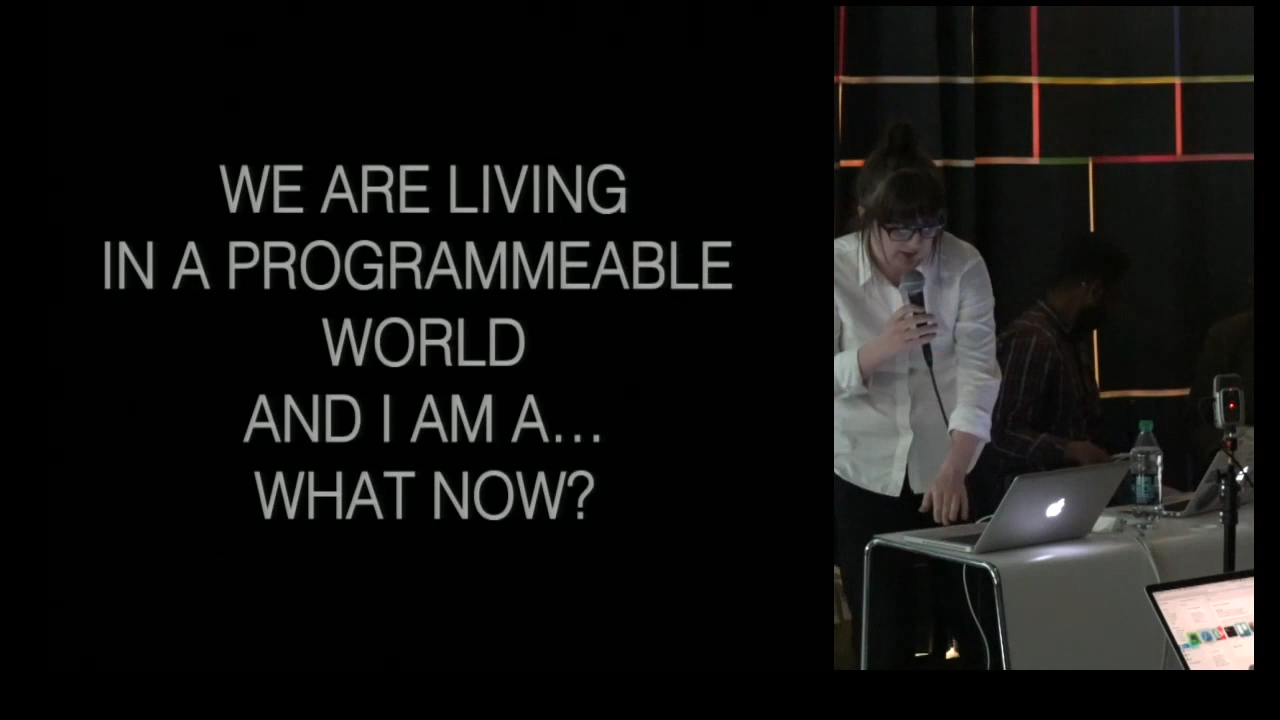 WE ARE LIVING
IN A PROGRAMMEABLE
WORLD
AND I AM A...
WHAT NOW?